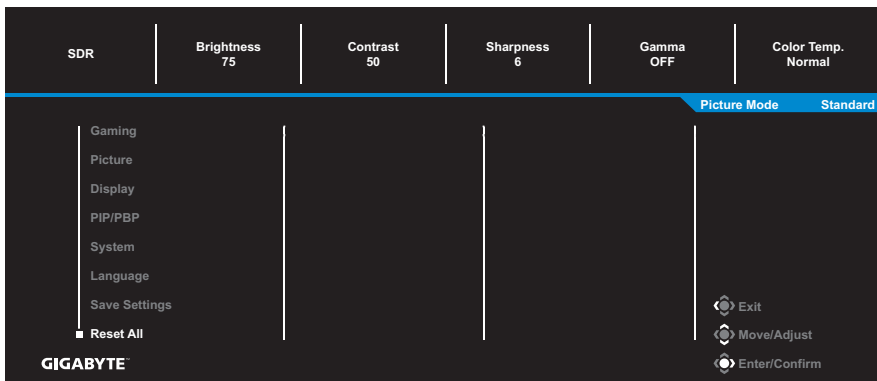 SDR
Brightness
75
Contrast
50
Sharpness
6
Gamma
OFF
Color Temp.
Normal
Picture Mode Standard
Gaming
Picture
Display
PIP/PBP
System
Language
Save Settings
Reset All
Exit
Move/Adjust
Enter/Confirm
GIGABYTE™